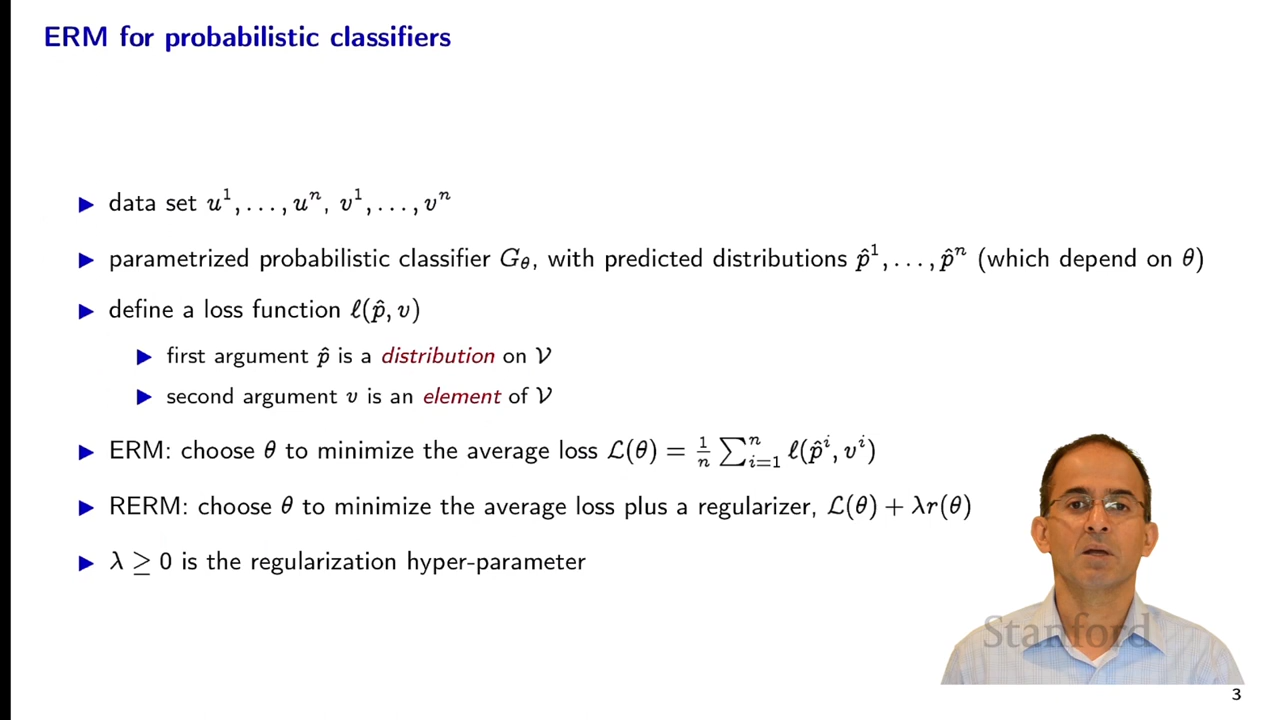 ERM for probabilistic classifiers
▶ data set u¹, . . . , uⁿ, v¹, . . . , vⁿ
▶ parametrized probabilistic classifier G_θ, with predicted distributions p̂¹, . . . , p̂ⁿ (which depend on θ)
▶ define a loss function ℓ(p̂, v)
▶ first argument p̂ is a distribution on 𝒱
▶ second argument v is an element of 𝒱
▶ ERM: choose θ to minimize the average loss ℒ(θ) = 1/n ∑ⁿᵢ₌₁ ℓ(p̂ⁱ, vⁱ)
▶ RERM: choose θ to minimize the average loss plus a regularizer, ℒ(θ) + λr(θ)
▶ λ ≥ 0 is the regularization hyper-parameter
Stanford
3